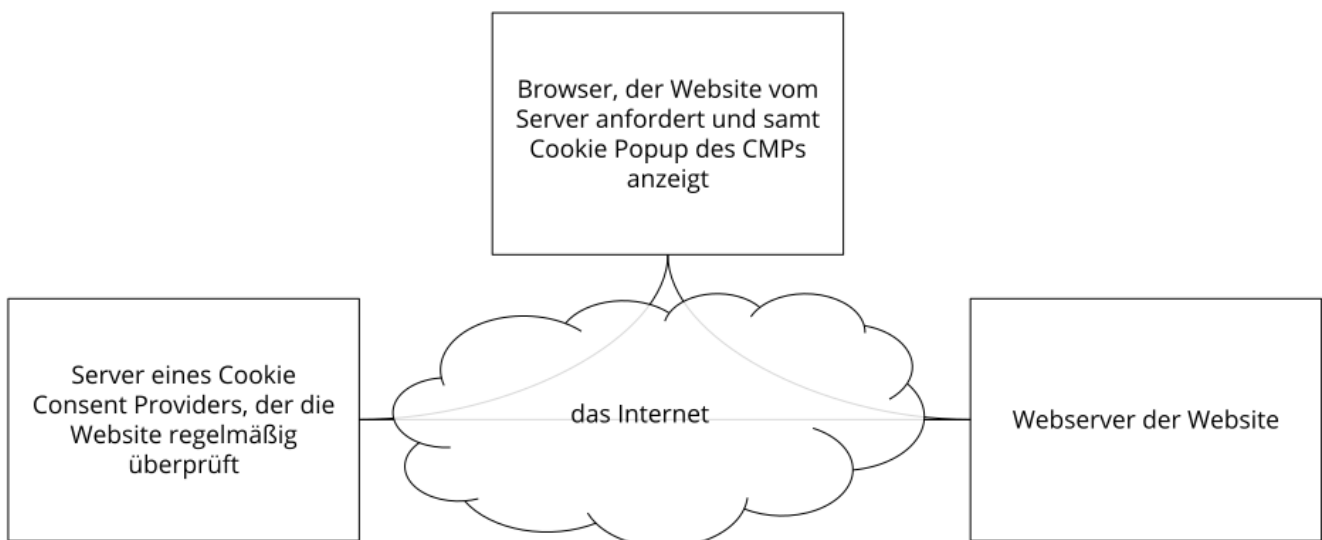 Browser, der Website vom
Server anfordert und samt
Cookie Popup des CMPs
anzeigt
Server eines Cookie
Consent Providers, der die
Website regelmäßig
überprüft
das Internet
Webserver der Website